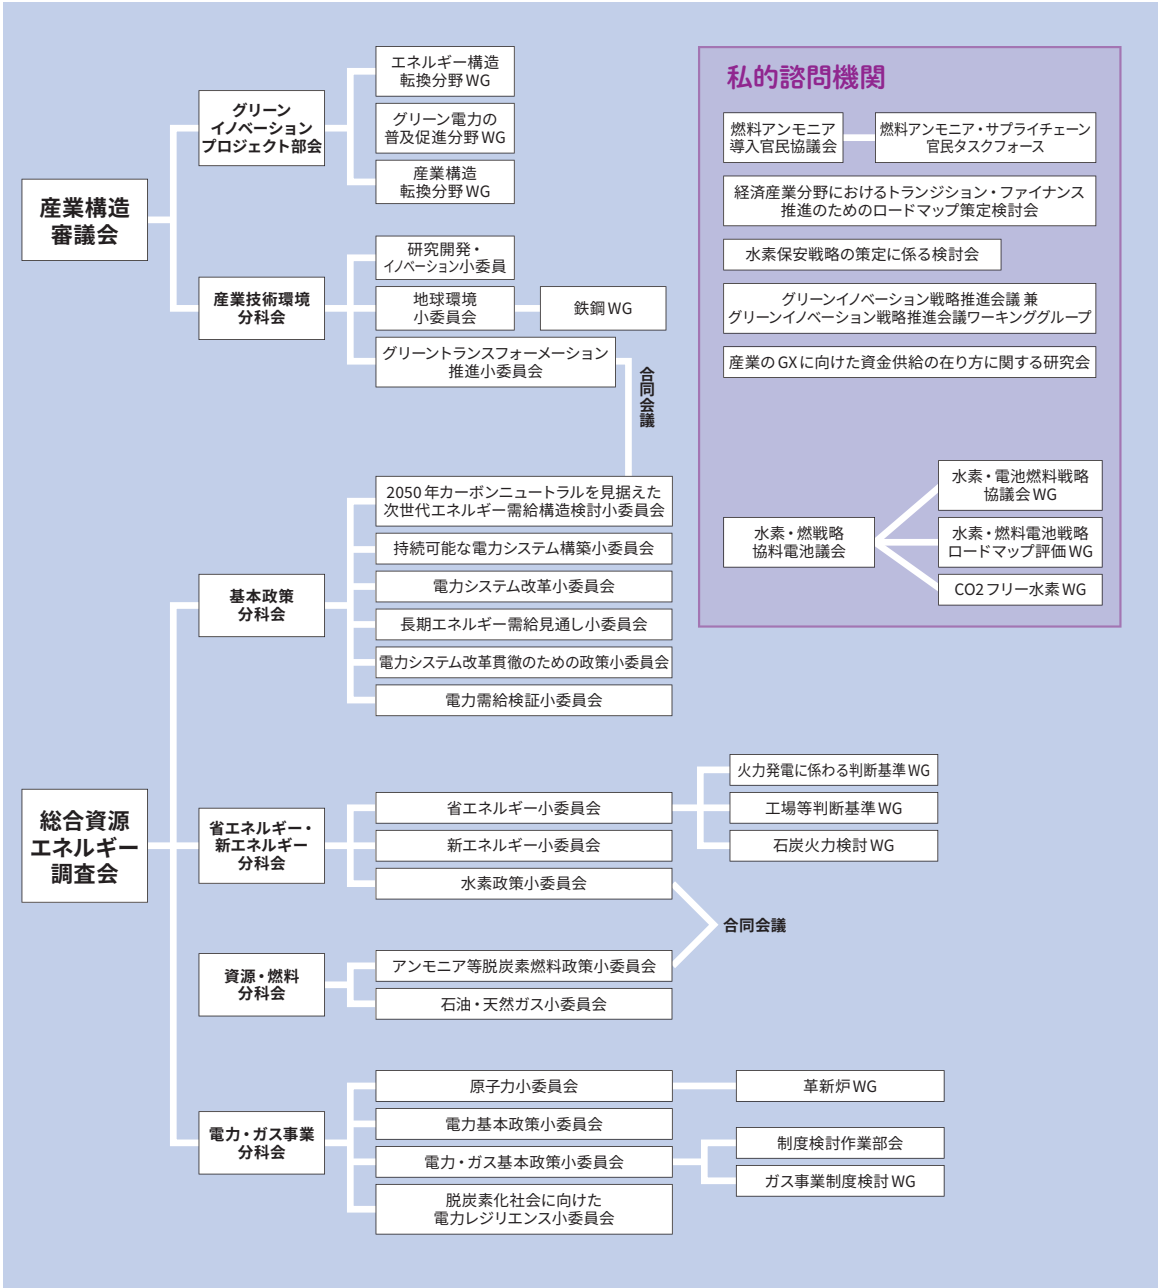 産業構造
審議会
グリーン
イノベーション
プロジェクト部会
エネルギー構造
転換分野WG
グリーン電力の
普及促進分野WG
産業構造
転換分野WG
産業技術環境
分科会
研究開発・
イノベーション小委員
地球環境
小委員会
鉄鋼WG
グリーントランスフォーメーション
推進小委員会
合同会議
総合資源
エネルギー
調査会
基本政策
分科会
2050年カーボンニュートラルを見据えた
次世代エネルギー需給構造検討小委員会
持続可能な電力システム構築小委員会
電力システム改革小委員会
長期エネルギー需給見通し小委員会
電力システム改革貫徹のための政策小委員会
電力需給検証小委員会
省エネルギー・
新エネルギー
分科会
省エネルギー小委員会
火力発電に係わる判断基準WG
工場等判断基準WG
石炭火力検討WG
新エネルギー小委員会
水素政策小委員会
合同会議
資源・燃料
分科会
アンモニア等脱炭素燃料政策小委員会
石油・天然ガス小委員会
電力・ガス事業
分科会
原子力小委員会
革新炉WG
電力基本政策小委員会
電力・ガス基本政策小委員会
制度検討作業部会
ガス事業制度検討WG
脱炭素化社会に向けた
電力レジリエンス小委員会
私的諮問機関
燃料アンモニア
導入官民協議会
燃料アンモニア・サプライチェーン
官民タスクフォース
経済産業分野におけるトランジション・ファイナンス
推進のためのロードマップ策定検討会
水素保安戦略の策定に係る検討会
グリーンイノベーション戦略推進会議 兼
グリーンイノベーション戦略推進会議ワーキンググループ
産業のGXに向けた資金供給の在り方に関する研究会
水素・燃戦略
協料電池議会
水素・電池燃料戦略
協議会WG
水素・燃料電池戦略
ロードマップ評価WG
CO2フリー水素WG